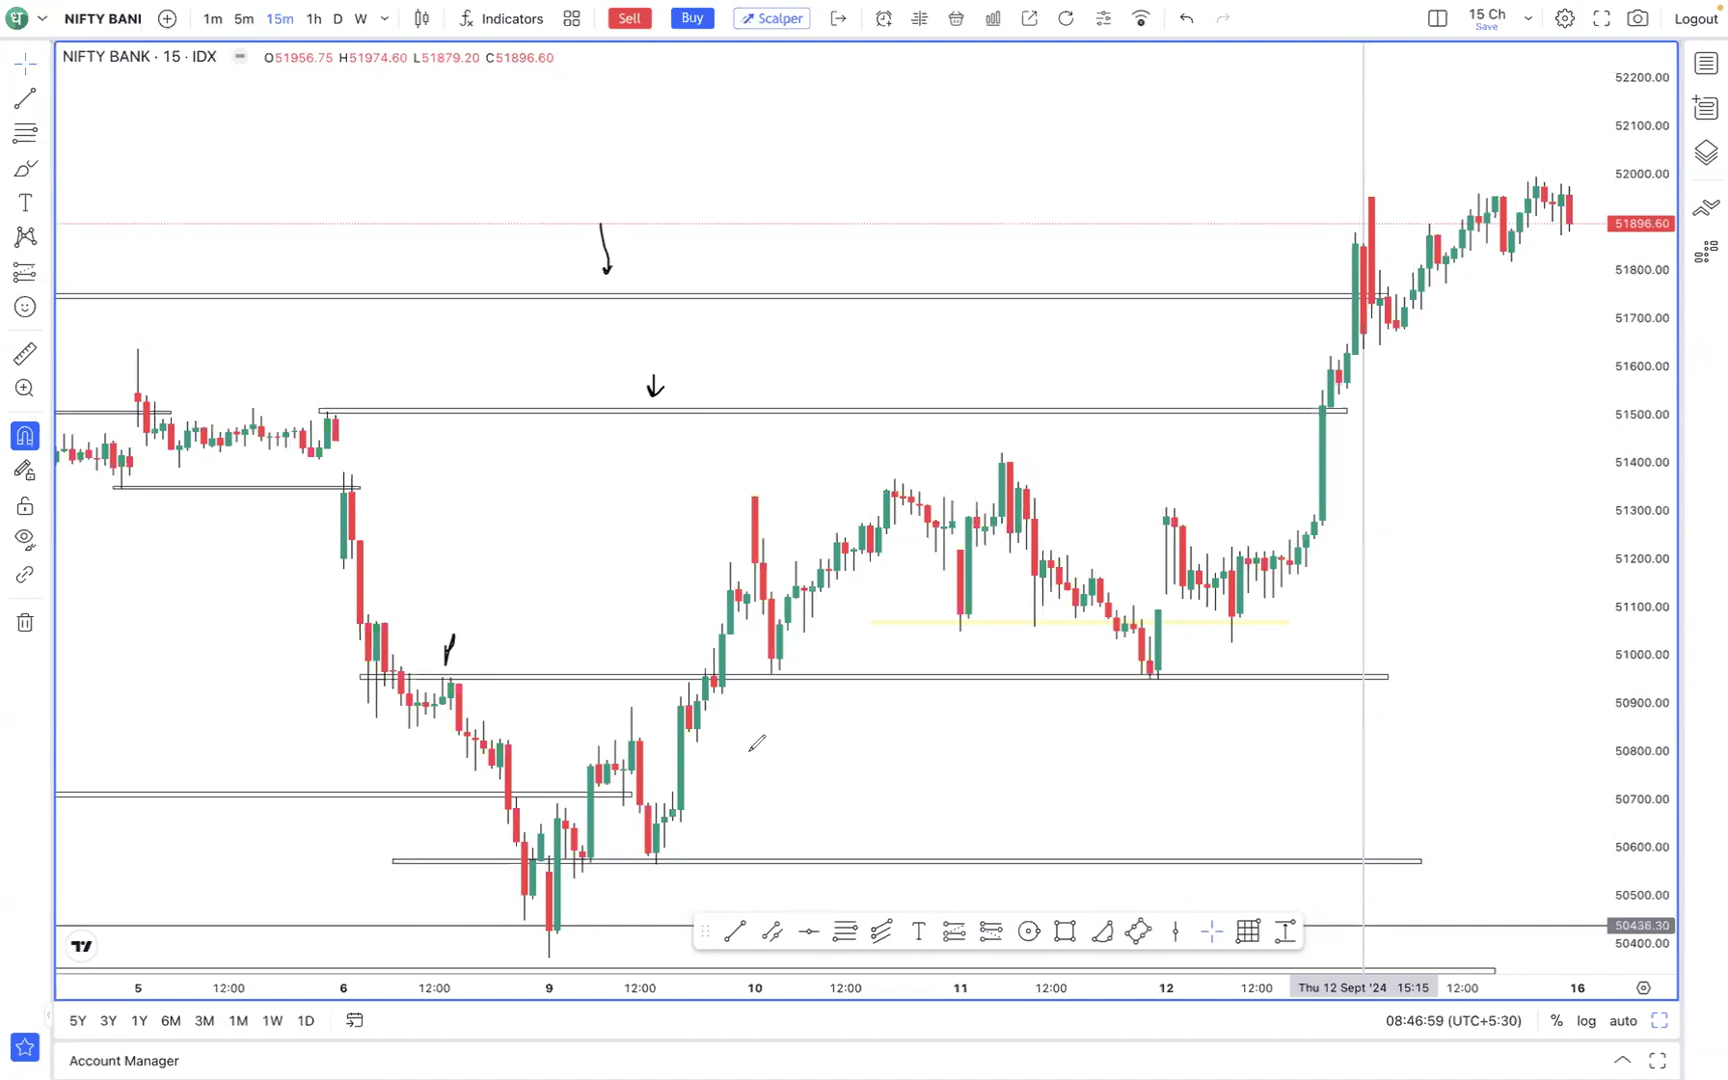 NIFTY BANI
1m 5m 15m 1h D W
Indicators
Sell
Buy
Scalper
15 Ch
Save
Logout
NIFTY BANK · 15 · IDX
O51956.75 H51974.60 L51879.20 C51896.60
52200.00
52100.00
52000.00
51896.60
51800.00
51700.00
51600.00
51500.00
51400.00
51300.00
51200.00
51100.00
51000.00
50900.00
50800.00
50700.00
50600.00
50500.00
50436.30
50400.00
5 12:00 6 12:00 9 12:00 10 12:00 11 12:00 12 12:00 Thu 12 Sept '24 15:15 12:00 16
5Y 3Y 1Y 6M 3M 1M 1W 1D
08:46:59 (UTC+5:30) % log auto
Account Manager